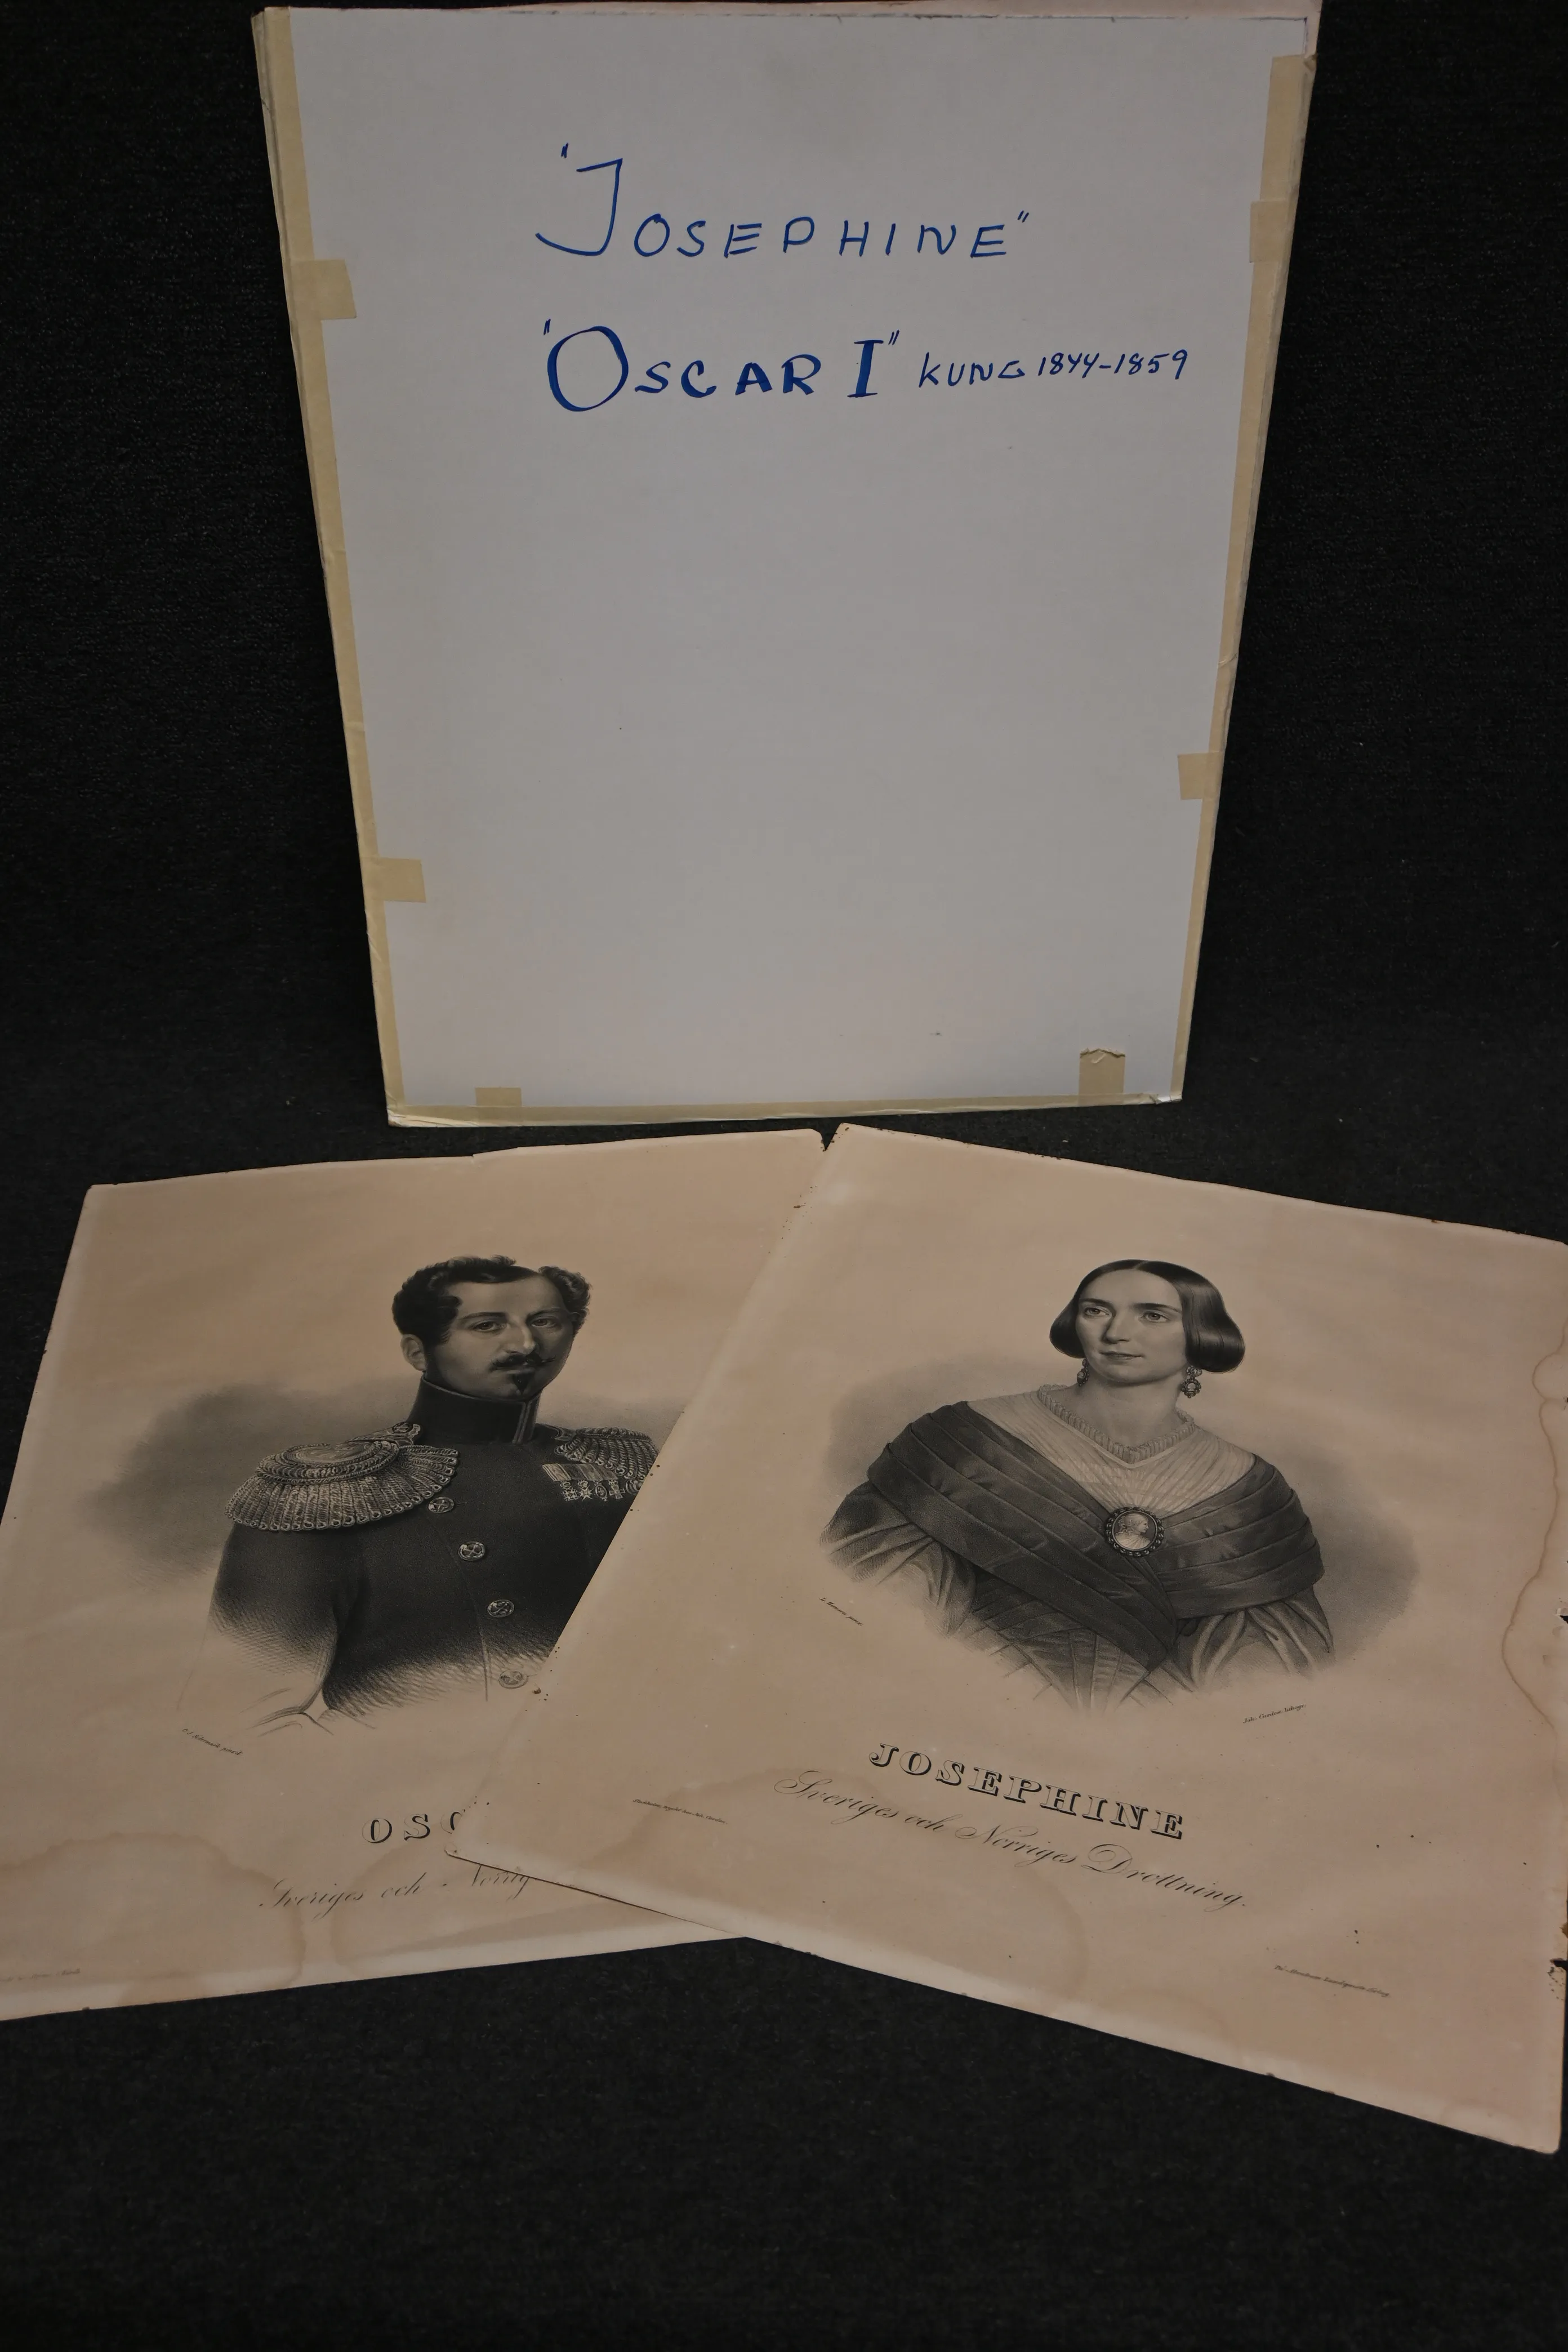 "JOSEPHINE"
"OSCAR I" KUNG 1844-1859
OSC
Sveriges och Norrig
JOSEPHINE
Sveriges och Norriges Drottning.